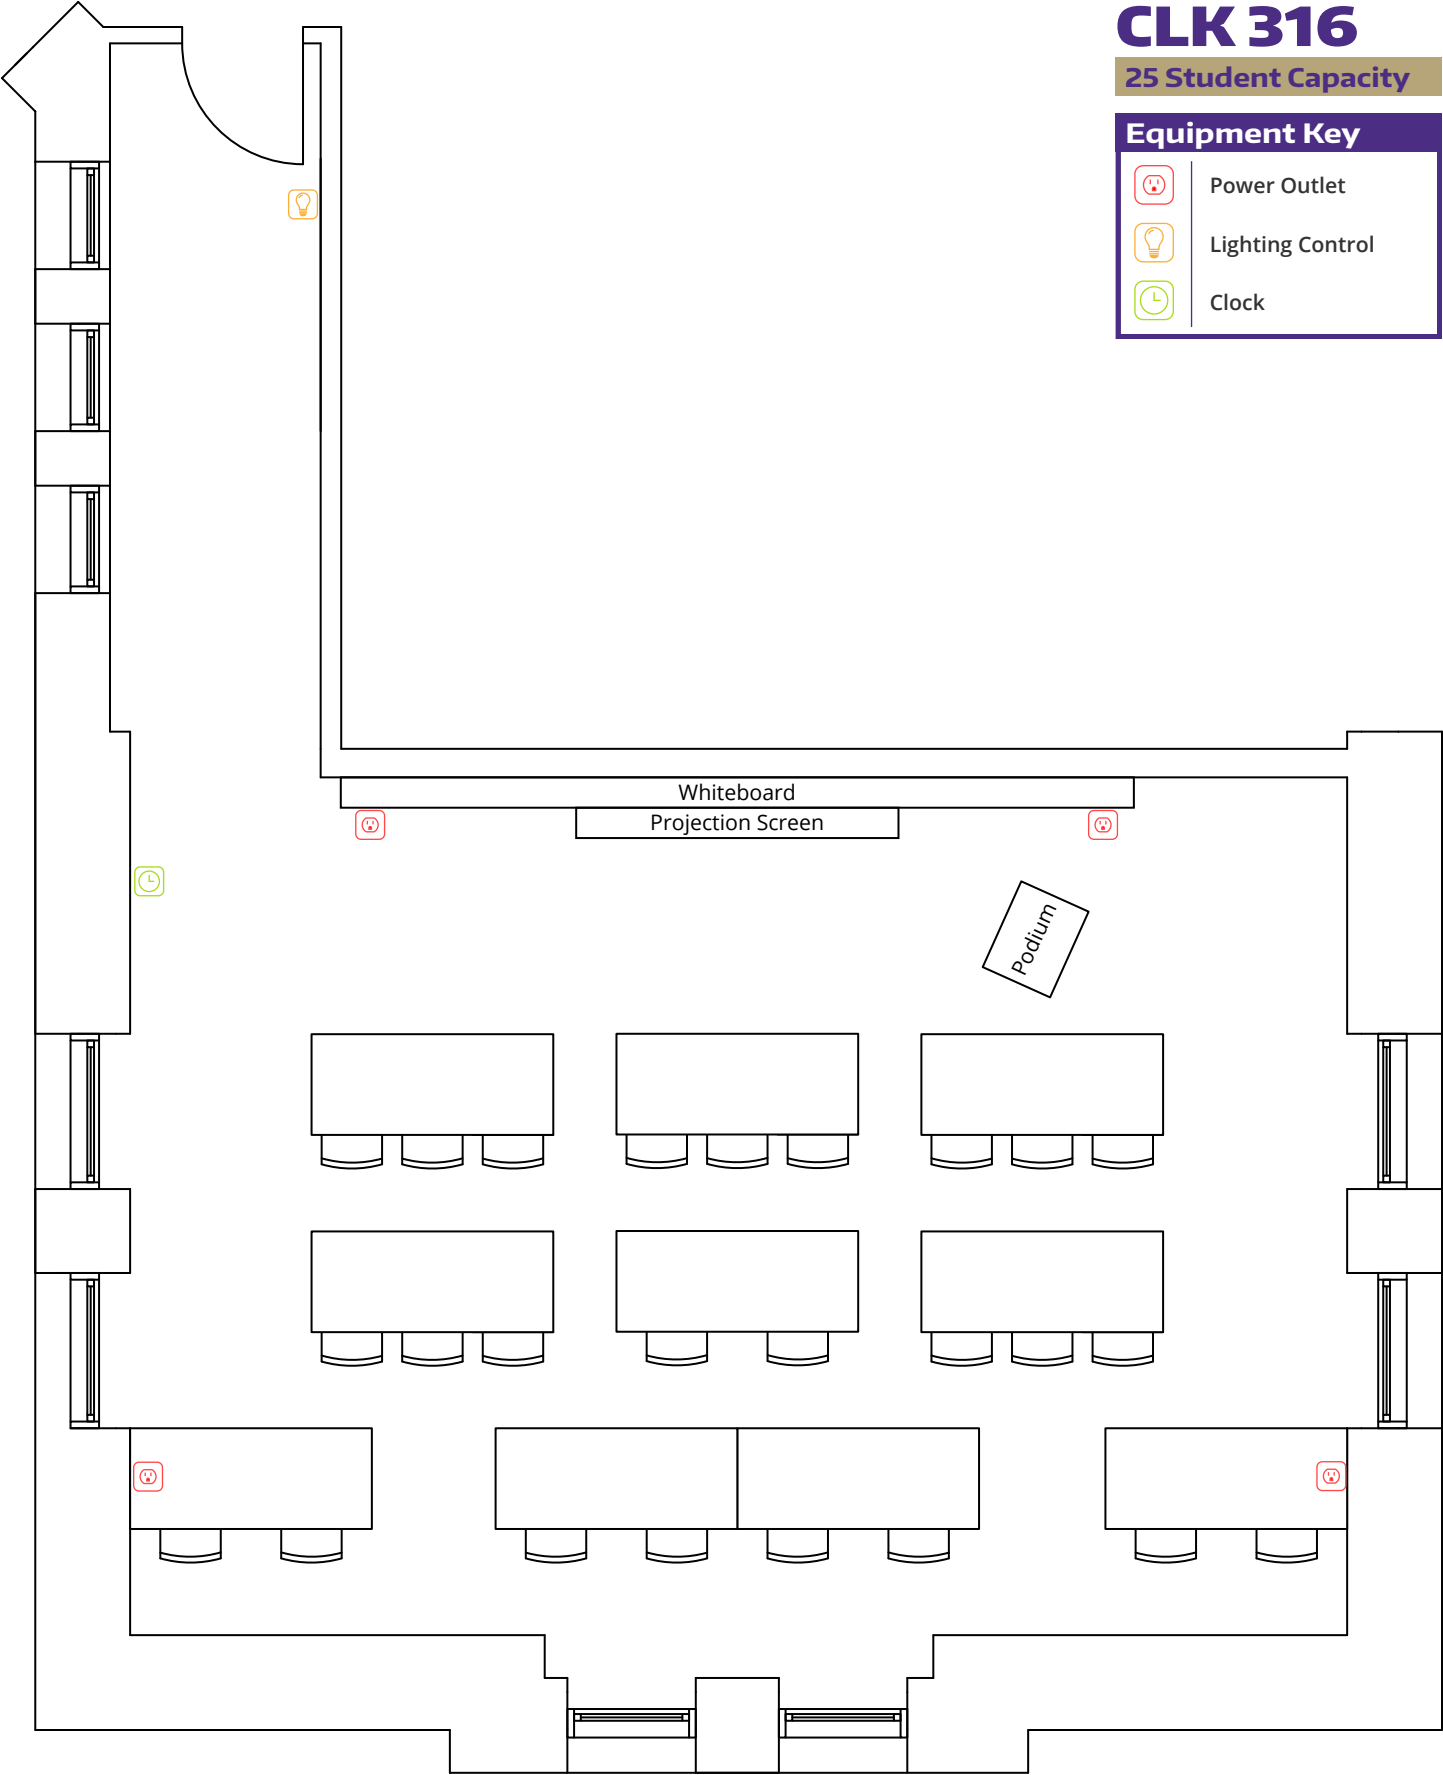 CLK 316
25 Student Capacity
Equipment Key
Power Outlet
Lighting Control
Clock
Whiteboard
Projection Screen
Podium